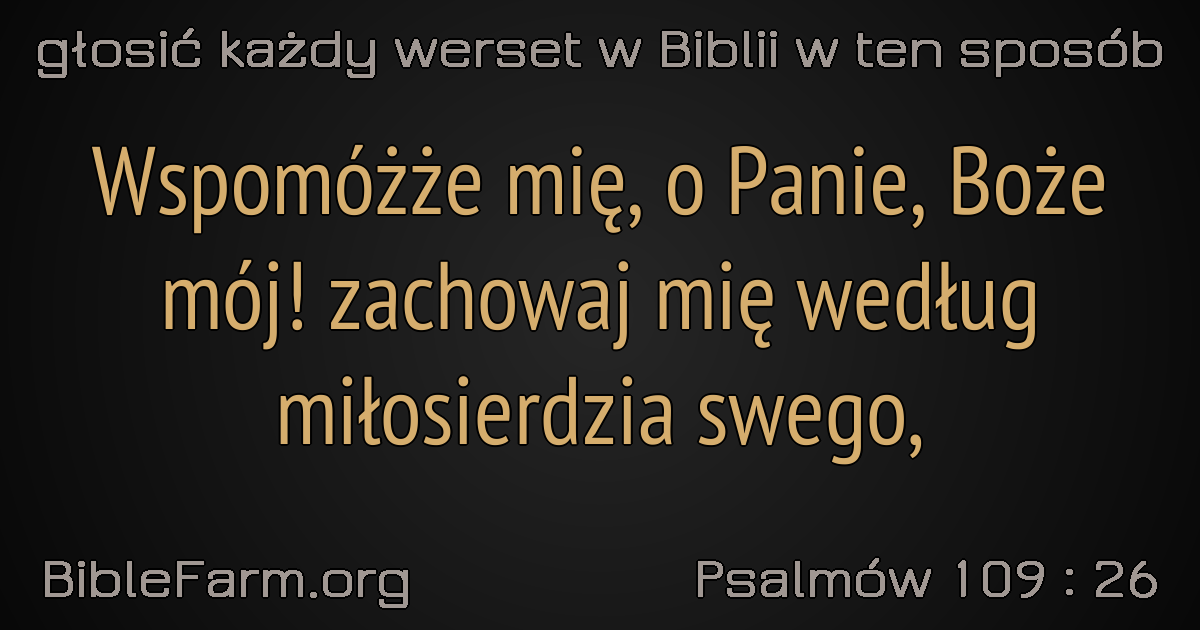 głosić każdy werset w Biblii w ten sposób
Wspomóżże mię, o Panie, Boże
mój! zachowaj mię według
miłosierdzia swego,
BibleFarm.org
Psalmów 109 : 26